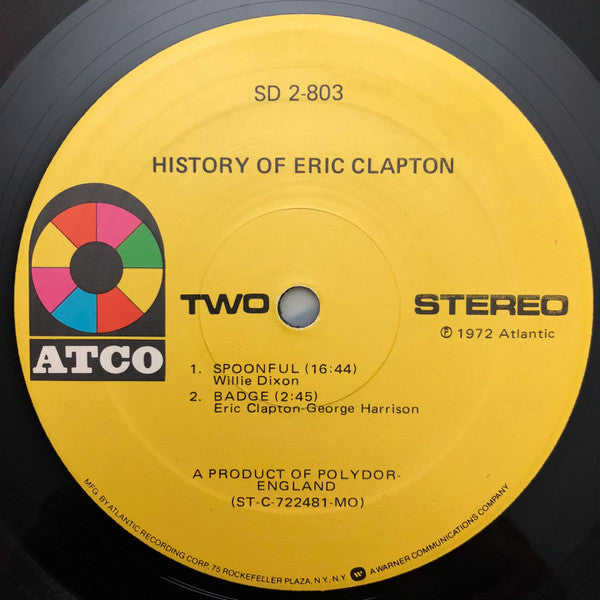 SD 2-803
HISTORY OF ERIC CLAPTON
ATCO
TWO
STEREO
℗ 1972 Atlantic
1. SPOONFUL (16:44)
Willie Dixon
2. BADGE (2:45)
Eric Clapton-George Harrison
A PRODUCT OF POLYDOR-
ENGLAND
(ST-C-722481-MO)
MFG. BY ATLANTIC RECORDING CORP. 75 ROCKEFELLER PLAZA, N.Y. N.Y. W A WARNER COMMUNICATIONS COMPANY